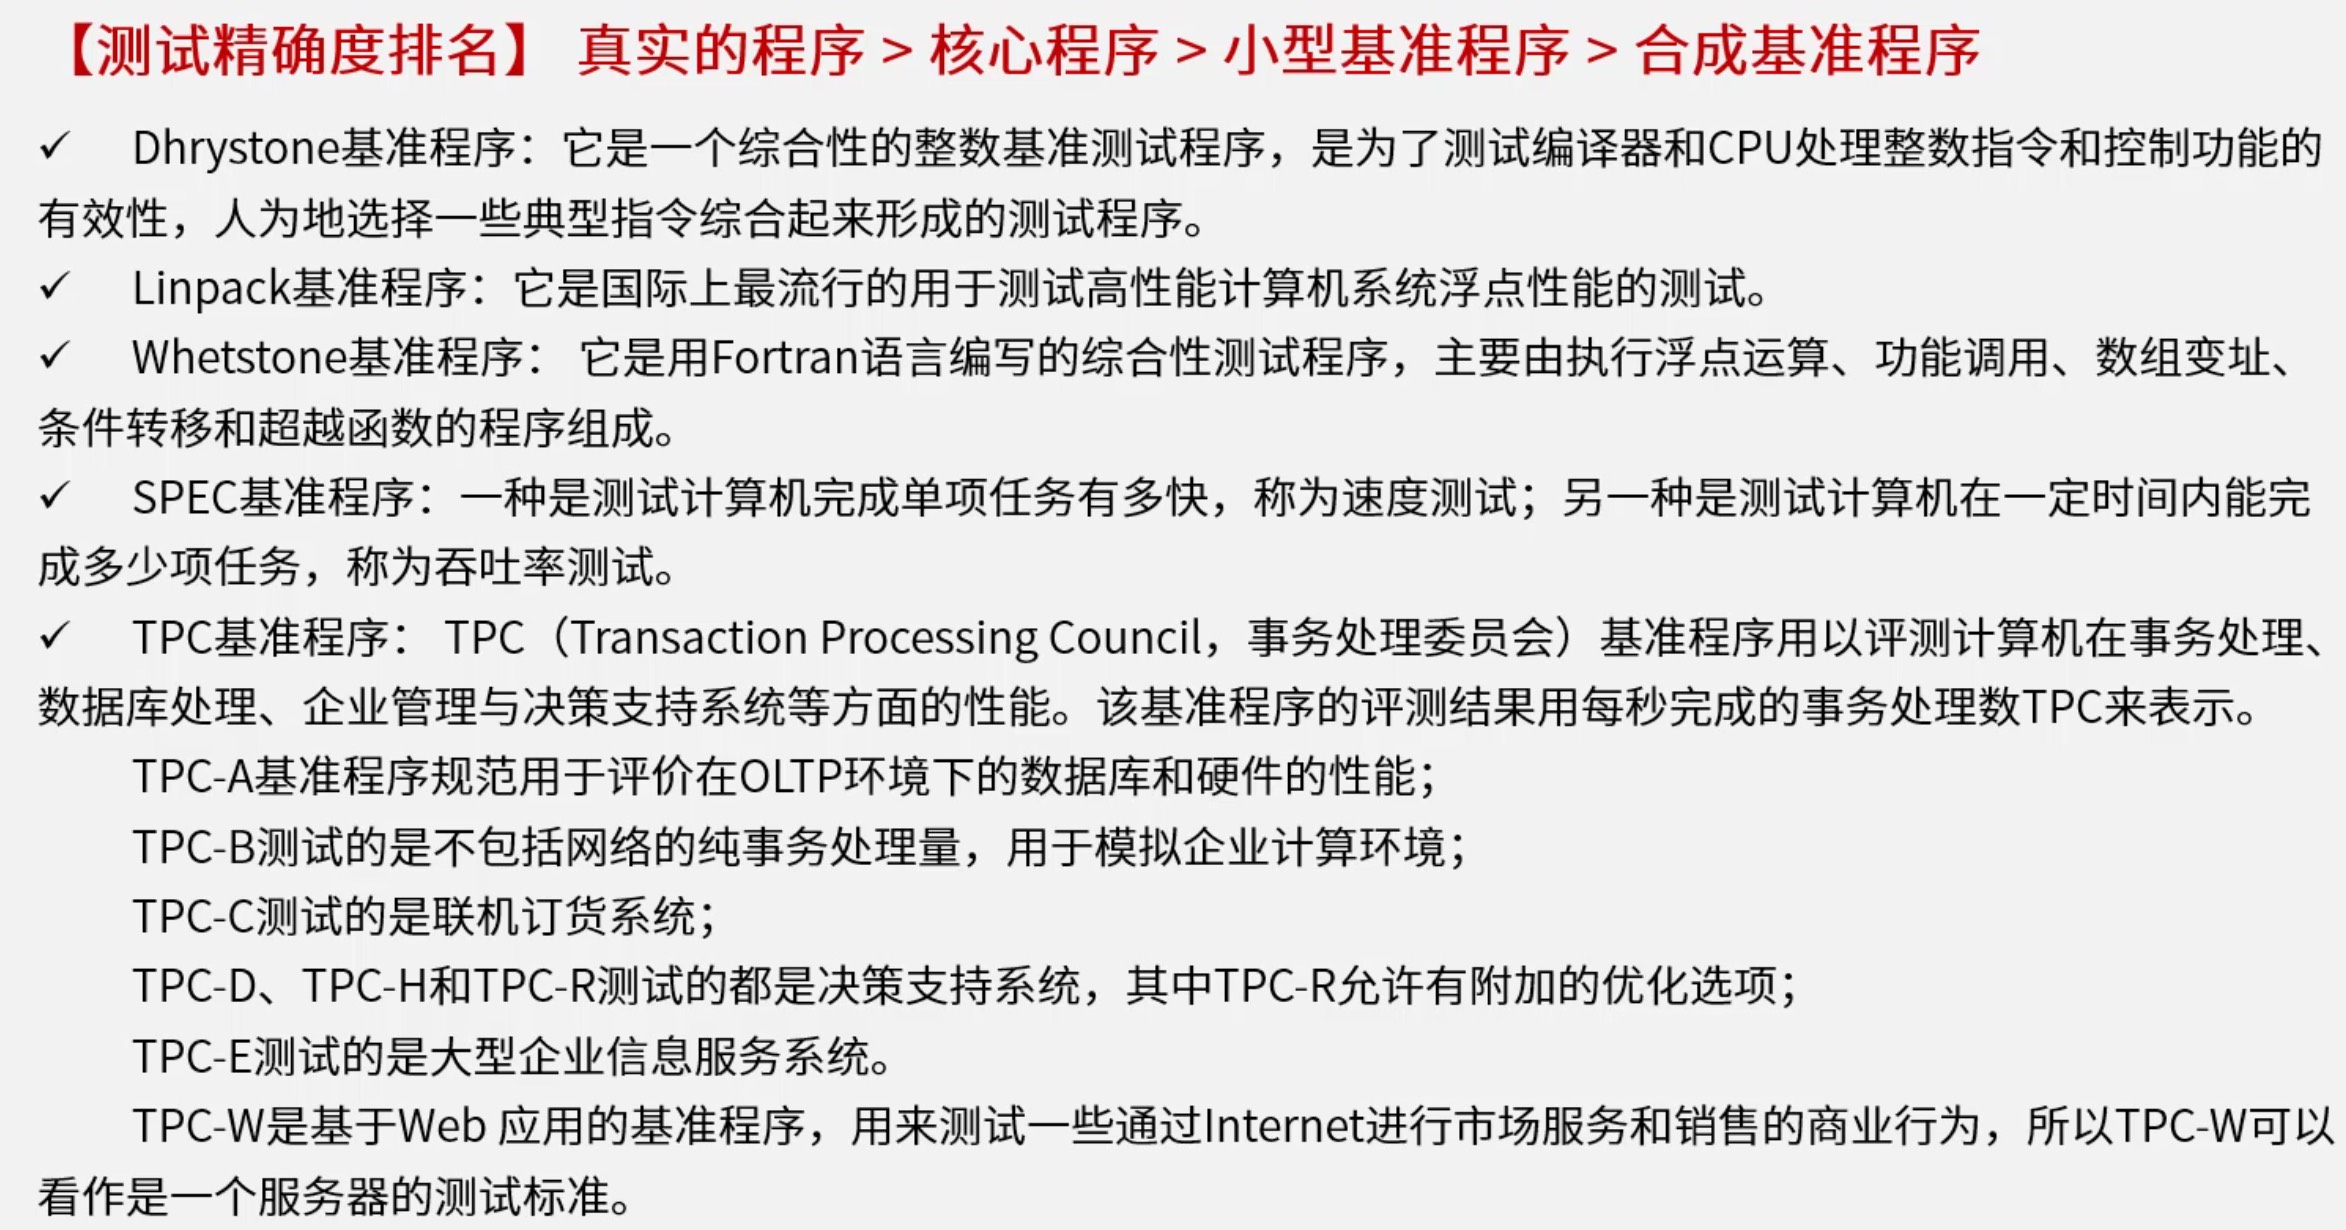 【测试精确度排名】 真实的程序 > 核心程序 > 小型基准程序 > 合成基准程序
✓ Dhrystone基准程序：它是一个综合性的整数基准测试程序，是为了测试编译器和CPU处理整数指令和控制功能的
有效性，人为地选择一些典型指令综合起来形成的测试程序。
✓ Linpack基准程序：它是国际上最流行的用于测试高性能计算机系统浮点性能的测试。
✓ Whetstone基准程序： 它是用Fortran语言编写的综合性测试程序，主要由执行浮点运算、功能调用、数组变址、
条件转移和超越函数的程序组成。
✓ SPEC基准程序：一种是测试计算机完成单项任务有多快，称为速度测试；另一种是测试计算机在一定时间内能完
成多少项任务，称为吞吐率测试。
✓ TPC基准程序： TPC（Transaction Processing Council，事务处理委员会）基准程序用以评测计算机在事务处理、
数据库处理、企业管理与决策支持系统等方面的性能。该基准程序的评测结果用每秒完成的事务处理数TPC来表示。
TPC-A基准程序规范用于评价在OLTP环境下的数据库和硬件的性能；
TPC-B测试的是不包括网络的纯事务处理量，用于模拟企业计算环境；
TPC-C测试的是联机订货系统；
TPC-D、TPC-H和TPC-R测试的都是决策支持系统，其中TPC-R允许有附加的优化选项；
TPC-E测试的是大型企业信息服务系统。
TPC-W是基于Web 应用的基准程序，用来测试一些通过Internet进行市场服务和销售的商业行为，所以TPC-W可以
看作是一个服务器的测试标准。